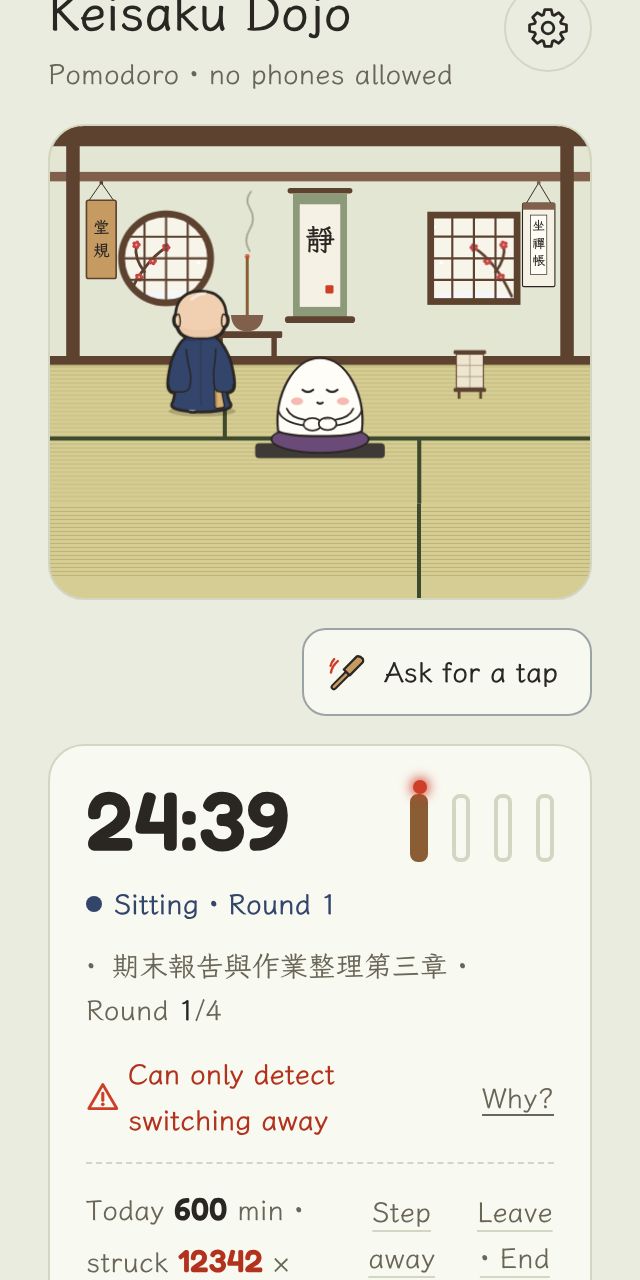 Keisaku Dojo
Pomodoro • no phones allowed
堂規
靜
坐禪帳
Ask for a tap
24:39
Sitting • Round 1
• 期末報告與作業整理第三章 •
Round 1/4
Can only detect
switching away
Why?
Today 600 min •
struck 12342 ×
Step
away
Leave
• End